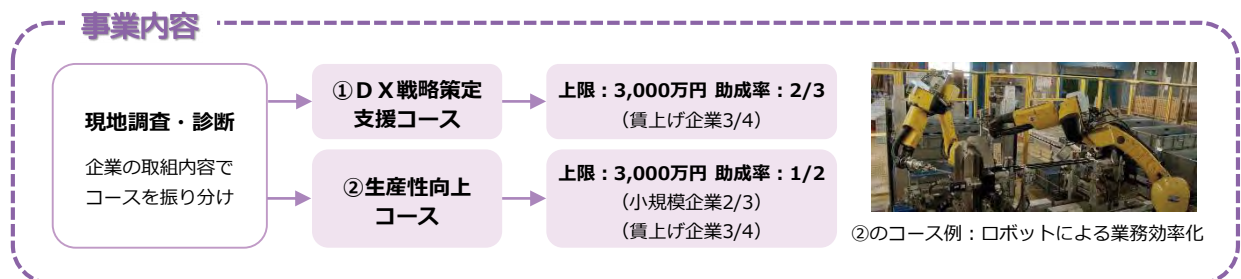 事業内容
現地調査・診断
企業の取組内容で
コースを振り分け
①ＤＸ戦略策定
支援コース
上限：3,000万円 助成率：2/3
（賃上げ企業3/4）
②生産性向上
コース
上限：3,000万円 助成率：1/2
（小規模企業2/3）
（賃上げ企業3/4）
②のコース例：ロボットによる業務効率化